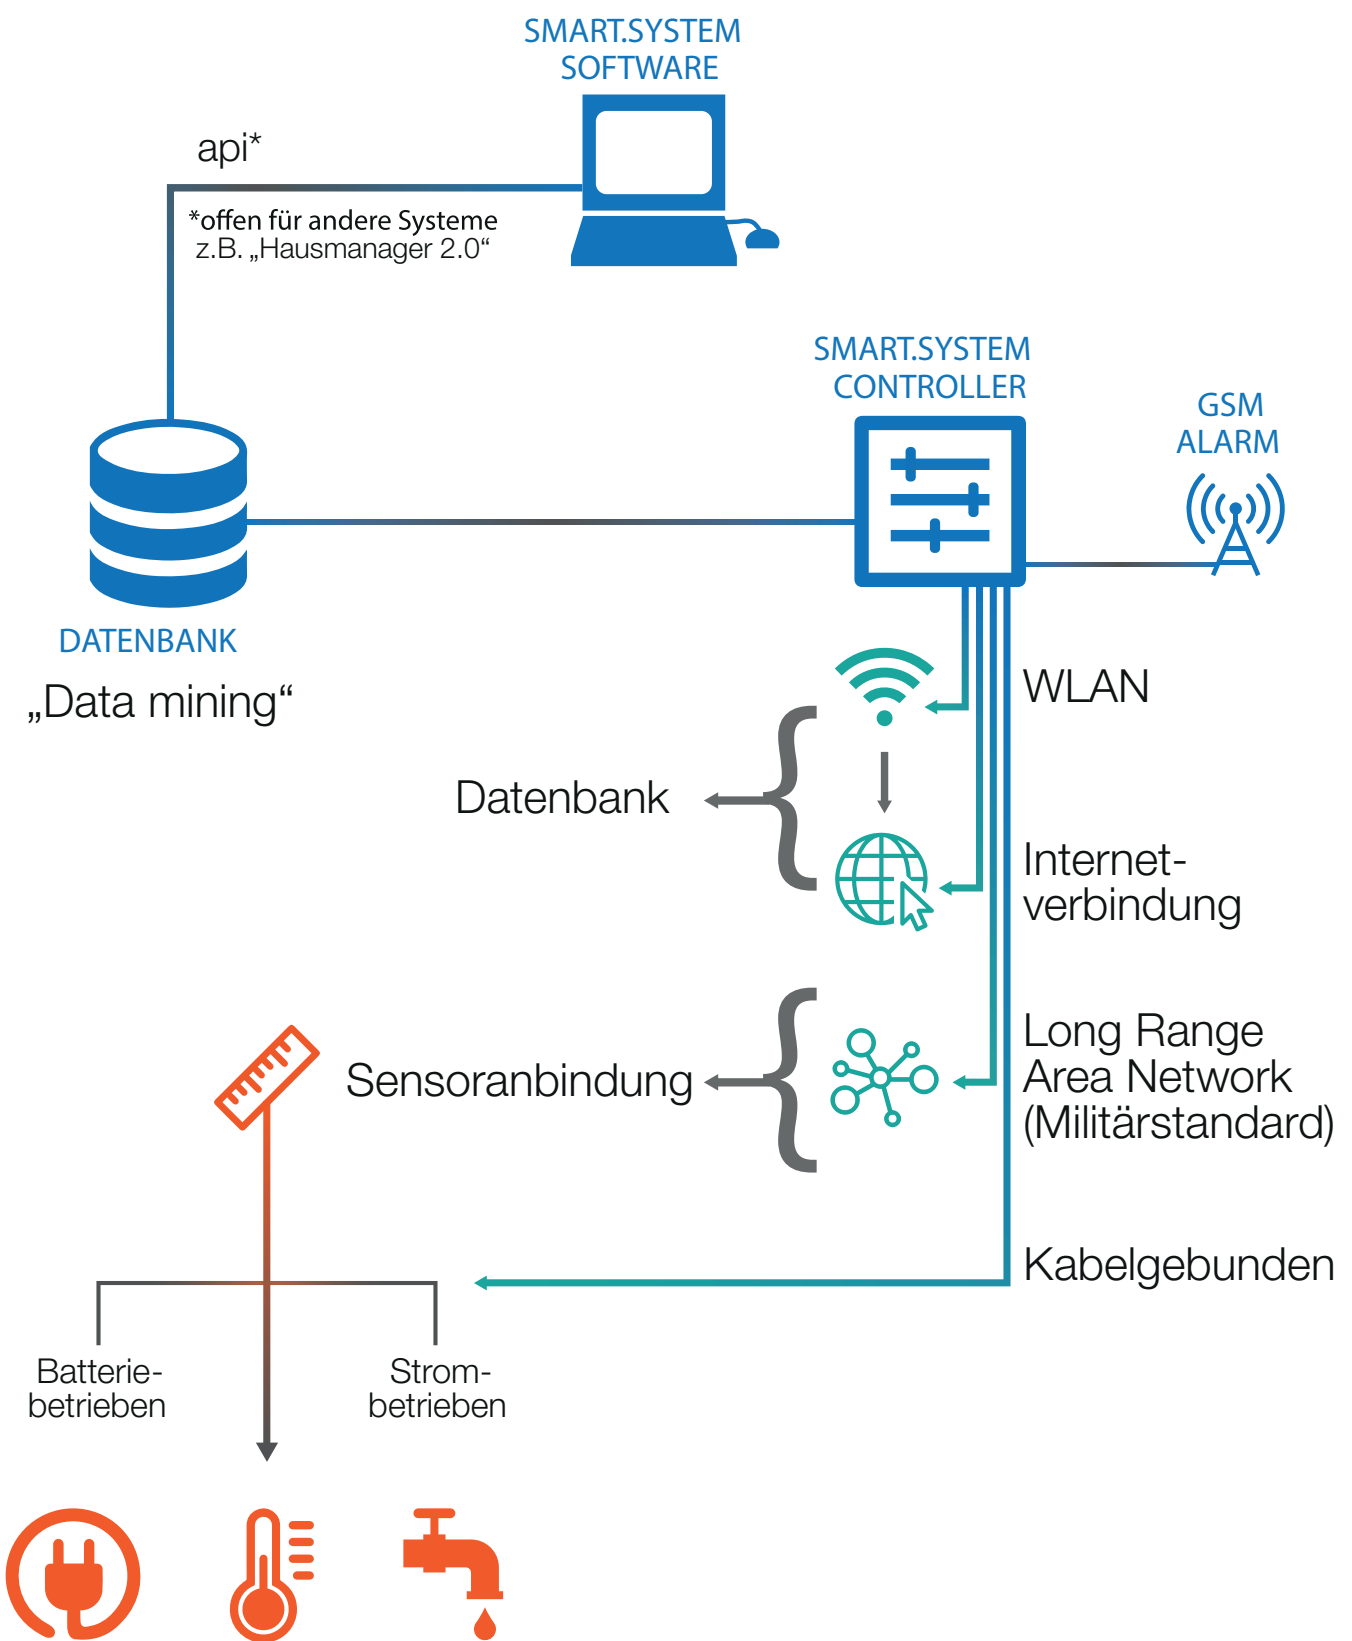 SMART.SYSTEM
SOFTWARE
api*
*offen für andere Systeme
z.B. „Hausmanager 2.0“
SMART.SYSTEM
CONTROLLER
GSM
ALARM
DATENBANK
„Data mining“
WLAN
Datenbank
Internet-
verbindung
Long Range
Area Network
(Militärstandard)
Sensoranbindung
Kabelgebunden
Batterie-
betrieben
Strom-
betrieben